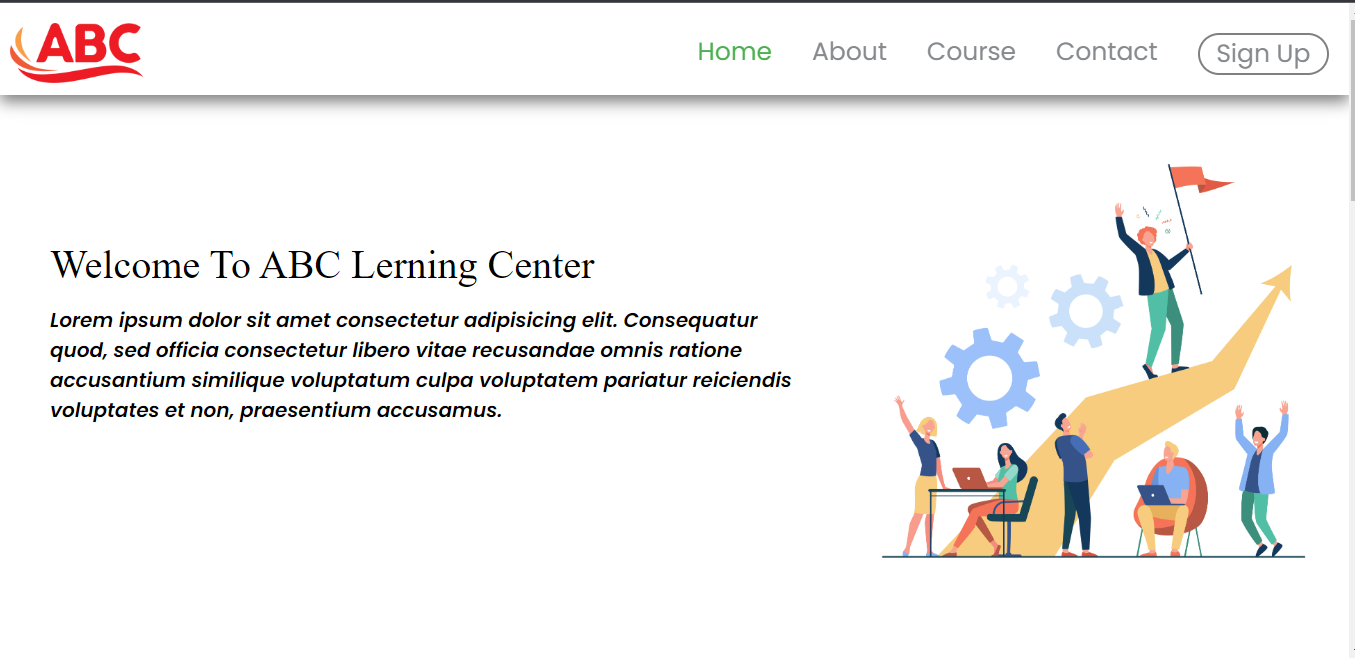 ABC
Home About Course Contact Sign Up
Welcome To ABC Lerning Center
Lorem ipsum dolor sit amet consectetur adipisicing elit. Consequatur
quod, sed officia consectetur libero vitae recusandae omnis ratione
accusantium similique voluptatum culpa voluptatem pariatur reiciendis
voluptates et non, praesentium accusamus.